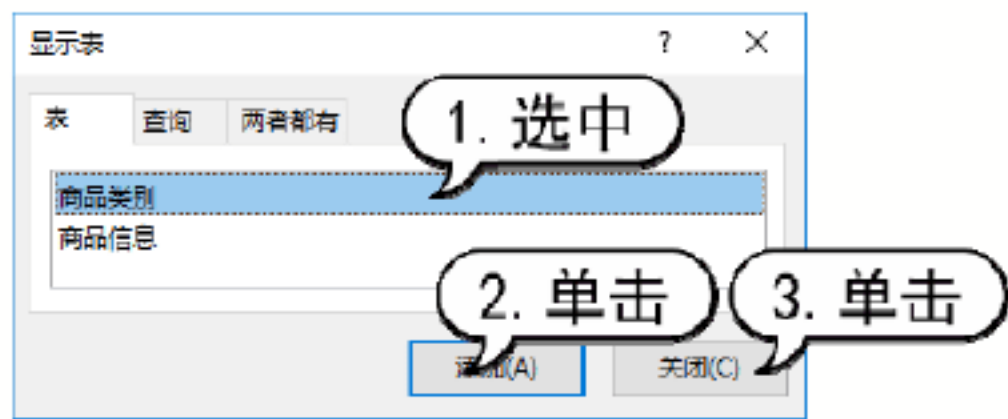 显示表 ?
表 查询 两者都有
1. 选中
商品类别
商品信息
2. 单击 3. 单击
(A) 关闭(C)